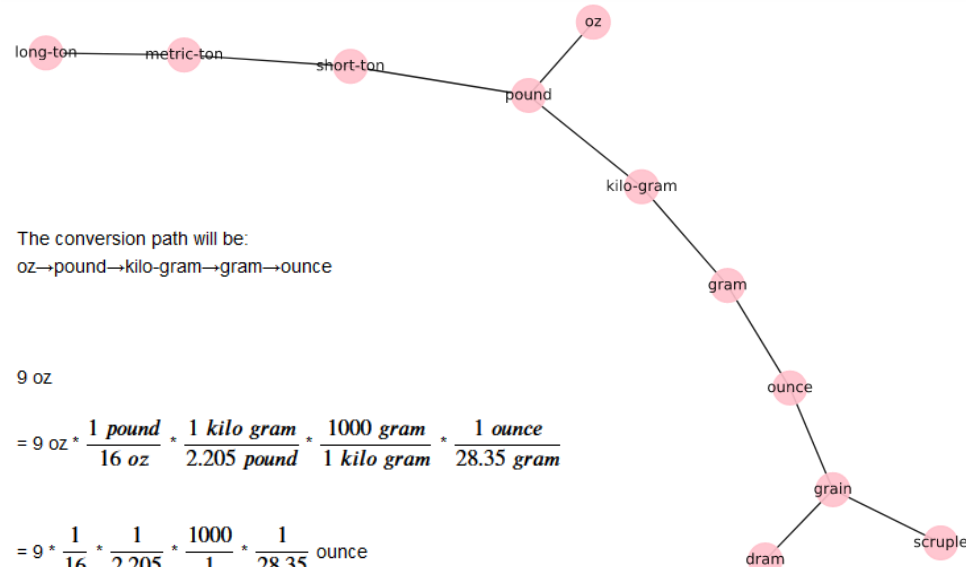 oz
long-ton metric-ton short-ton
pound
kilo-gram
The conversion path will be:
oz→pound→kilo-gram→gram→ounce
gram
9 oz
ounce
= 9 oz * 1 pound / 16 oz * 1 kilo gram / 2.205 pound * 1000 gram / 1 kilo gram * 1 ounce / 28.35 gram
grain
= 9 * 1 / 16 * 1 / 2.205 * 1000 / 1 * 1 / 28.35 ounce
scruple
dram